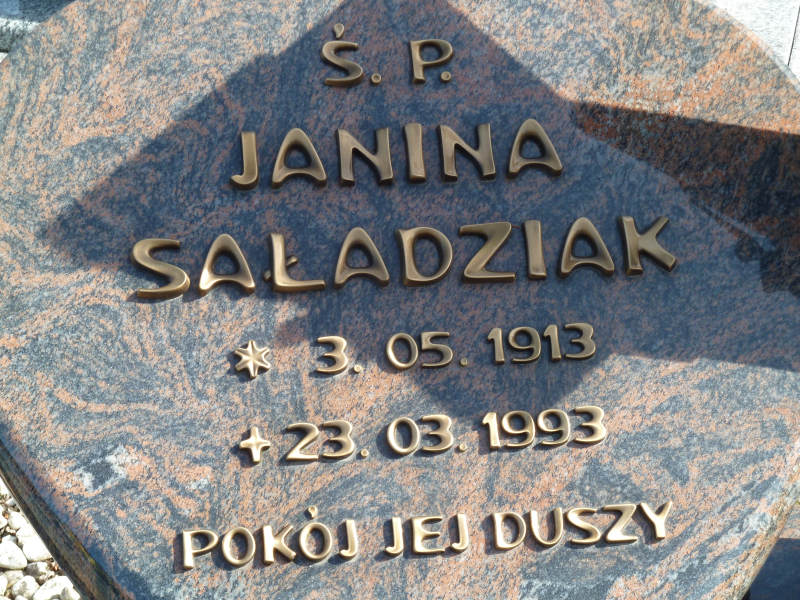 Ś. P.
JANINA
SAŁADZIAK
* 3. 05. 1913
+ 23. 03. 1993
POKÓJ JEJ DUSZY